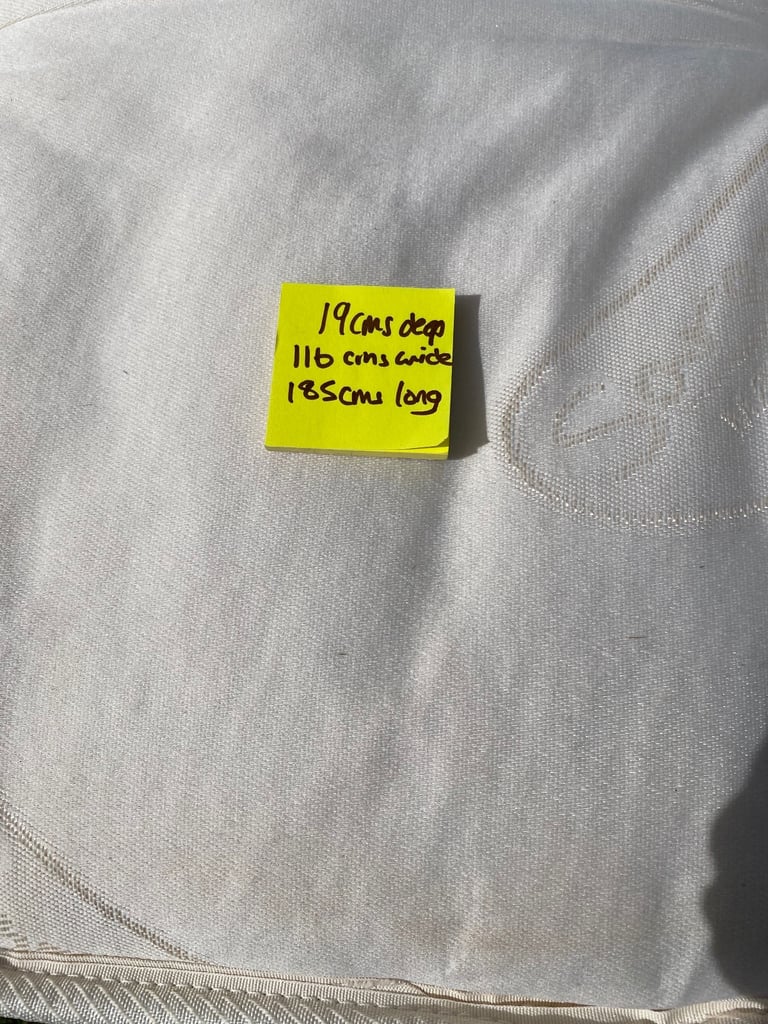 19cms deep
116 cms wide
185cms long